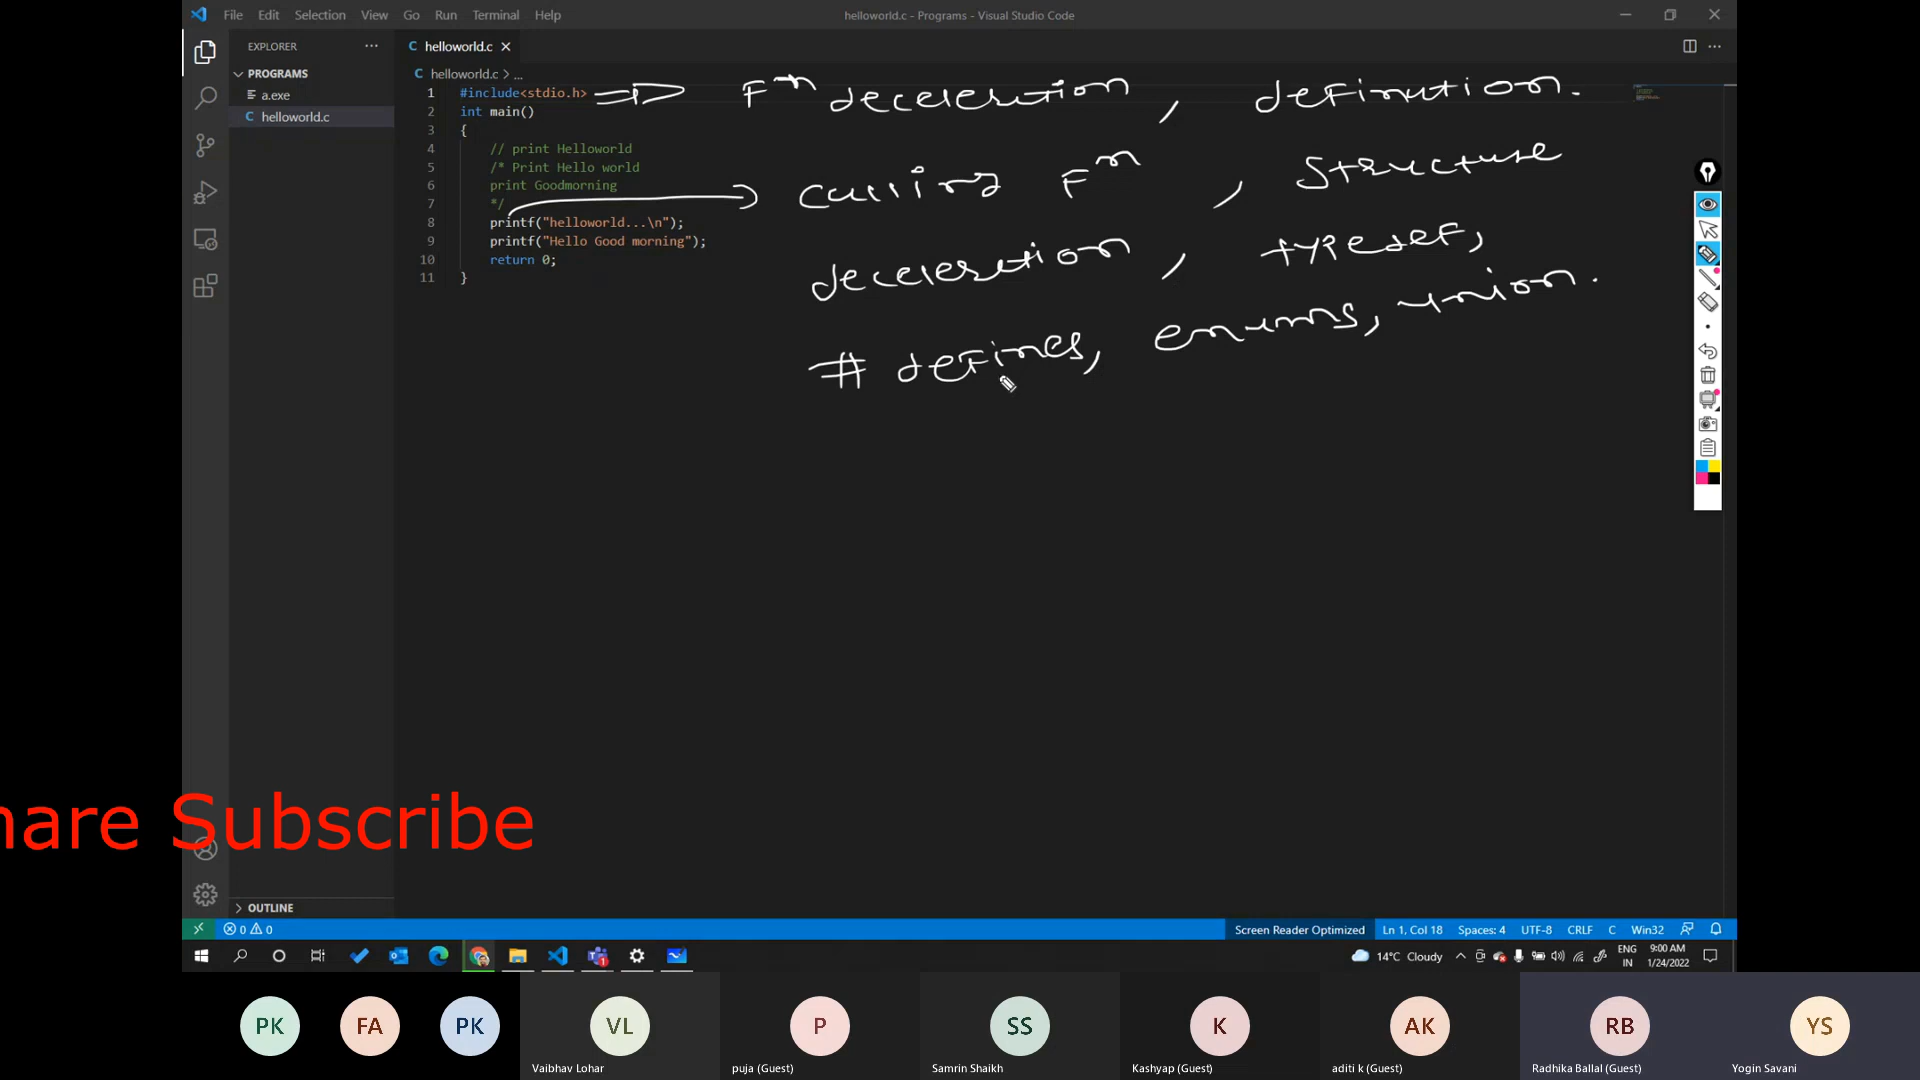 File Edit Selection View Go Run Terminal Help
helloworld.c - Programs - Visual Studio Code
EXPLORER
helloworld.c
PROGRAMS
a.exe
helloworld.c
helloworld.c > ...
1 #include<stdio.h>
2 int main()
3 {
4 // print Helloworld
5 /* Print Hello world
6 print Goodmorning
7 */
8 printf("helloworld...\n");
9 printf("Hello Good morning");
10 return 0;
11 }
Fn deceleration, definution.
calling Fn, Structure
deceleration, typedef,
# defines, enums, union.
hare Subscribe
OUTLINE
0 0
Screen Reader Optimized Ln 1, Col 18 Spaces: 4 UTF-8 CRLF C Win32
14°C Cloudy ENG IN 9:00 AM 1/24/2022
PK FA PK VL P SS K AK RB YS
Vaibhav Lohar puja (Guest) Samrin Shaikh Kashyap (Guest) aditi k (Guest) Radhika Ballal (Guest) Yogin Savani